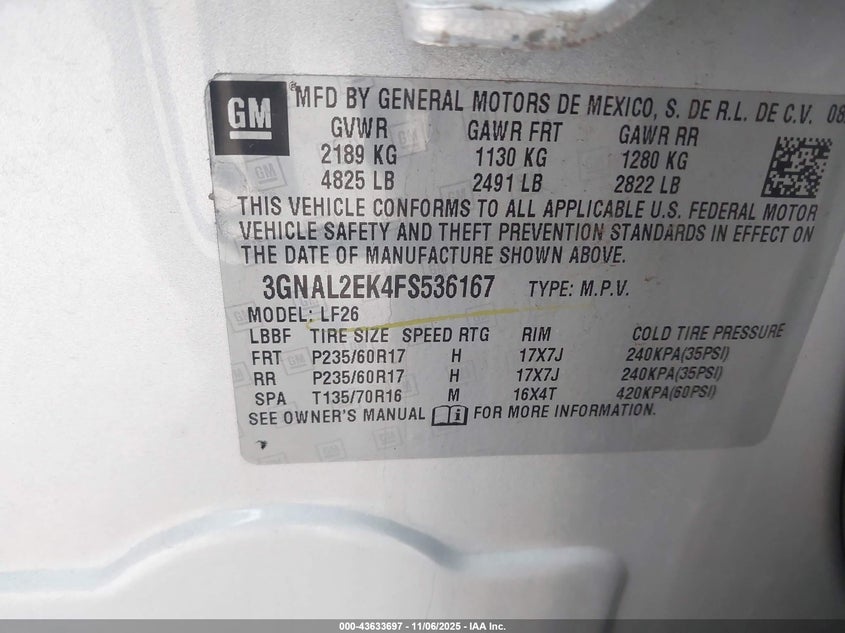 GM
MFD BY GENERAL MOTORS DE MEXICO, S. DE R.L. DE C.V. 08
GVWR GAWR FRT GAWR RR
2189 KG 1130 KG 1280 KG
4825 LB 2491 LB 2822 LB
THIS VEHICLE CONFORMS TO ALL APPLICABLE U.S. FEDERAL MOTOR
VEHICLE SAFETY AND THEFT PREVENTION STANDARDS IN EFFECT ON
THE DATE OF MANUFACTURE SHOWN ABOVE.
3GNAL2EK4FS536167 TYPE: M.P.V.
MODEL: LF26
LBBF TIRE SIZE SPEED RTG RIM COLD TIRE PRESSURE
FRT P235/60R17 H 17X7J 240KPA(35PSI)
RR P235/60R17 H 17X7J 240KPA(35PSI)
SPA T135/70R16 M 16X4T 420KPA(60PSI)
SEE OWNER'S MANUAL i FOR MORE INFORMATION.
000-43633697 - 11/06/2025 - IAA Inc.